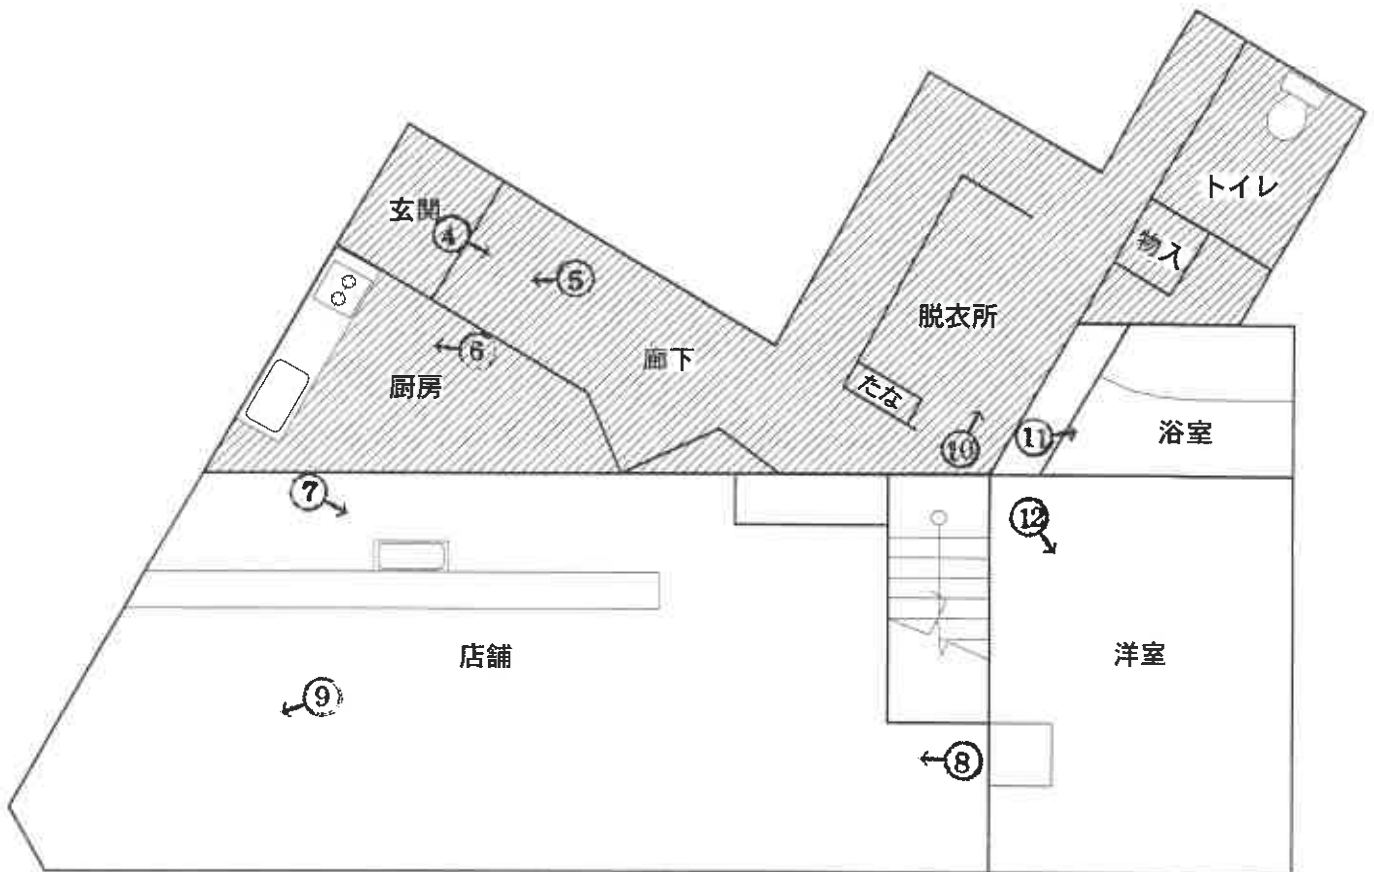 トイレ
玄関
④
物入
⑤
脱衣所
⑥
廊下
厨房
たな
⑩
⑪
浴室
⑦
⑫
店舗
洋室
⑨
⑧